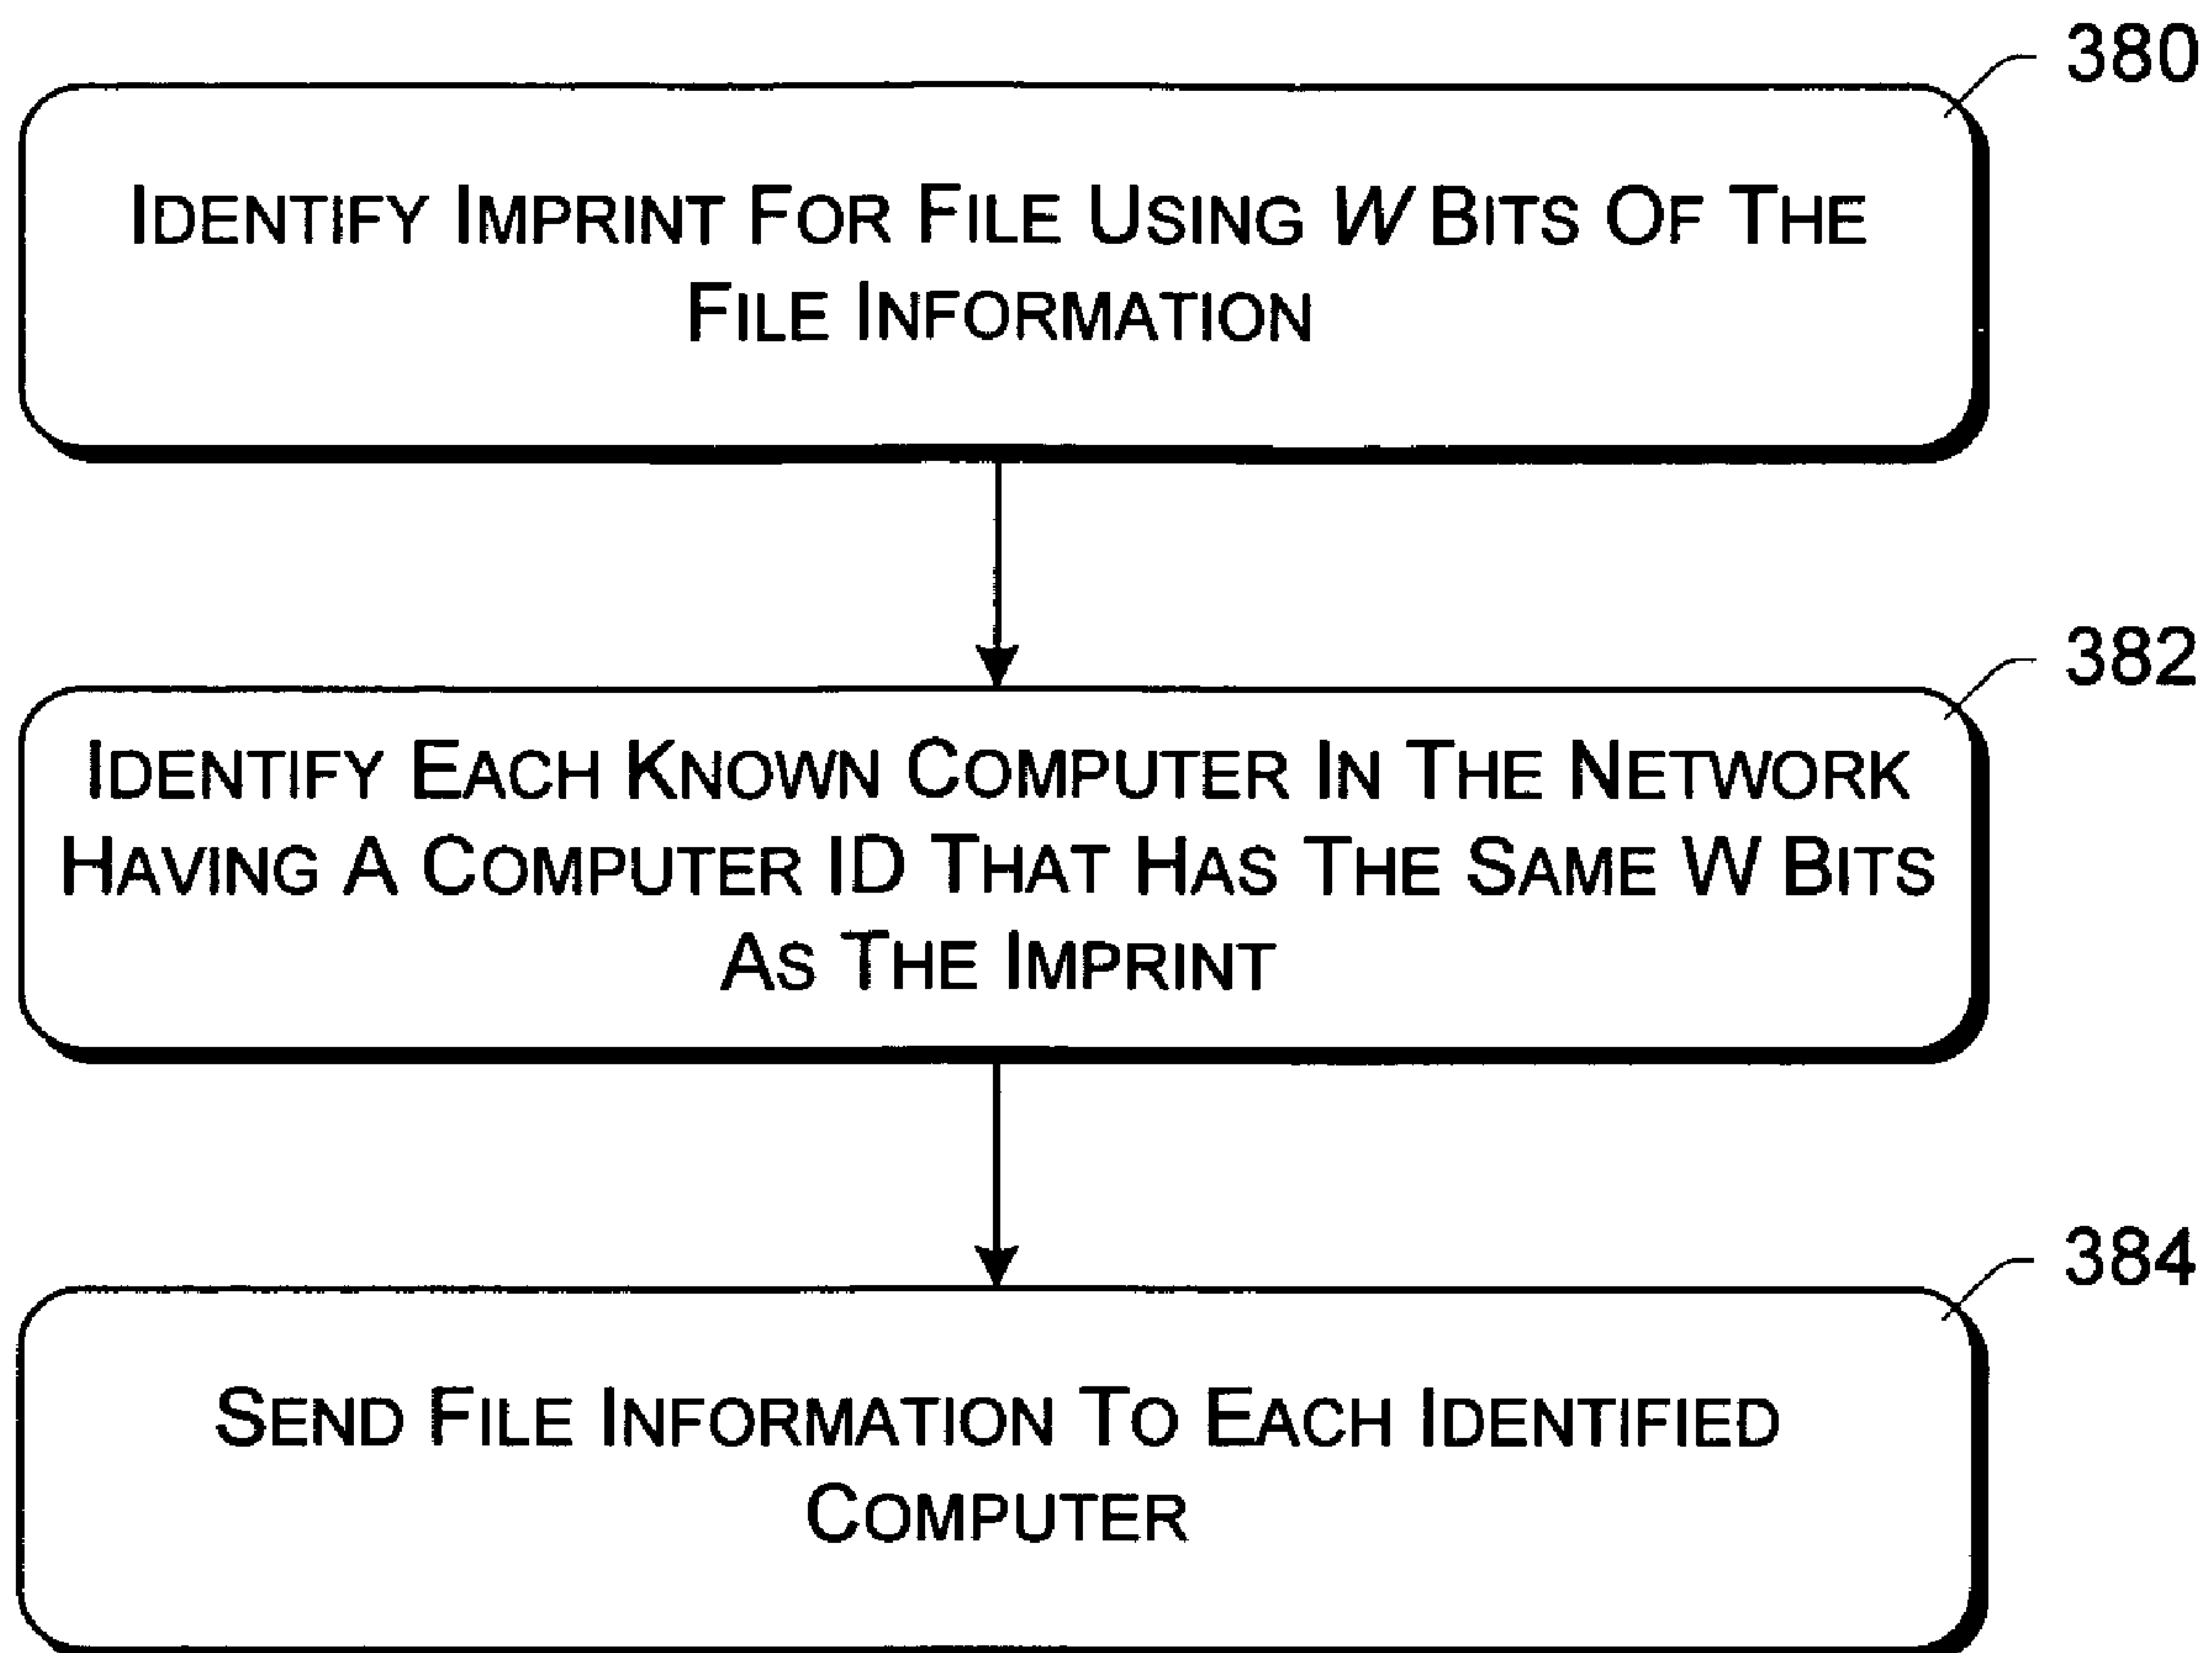 380
IDENTIFY IMPRINT FOR FILE USING W BITS OF THE
FILE INFORMATION
382
IDENTIFY EACH KNOWN COMPUTER IN THE NETWORK
HAVING A COMPUTER ID THAT HAS THE SAME W BITS
AS THE IMPRINT
384
SEND FILE INFORMATION TO EACH IDENTIFIED
COMPUTER